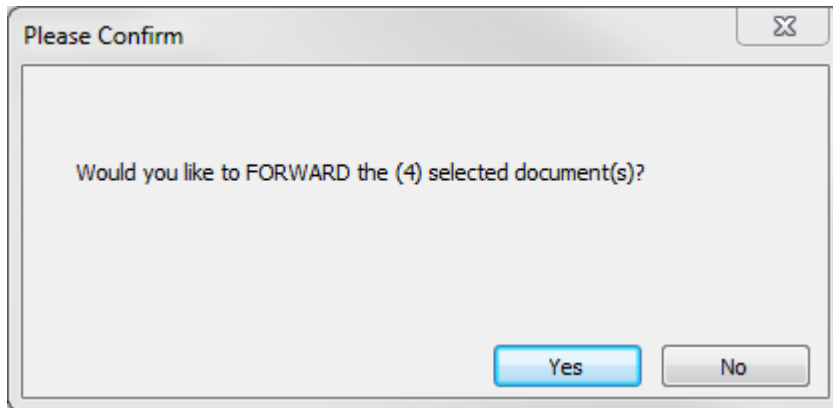 Please Confirm
Would you like to FORWARD the (4) selected document(s)?
Yes No